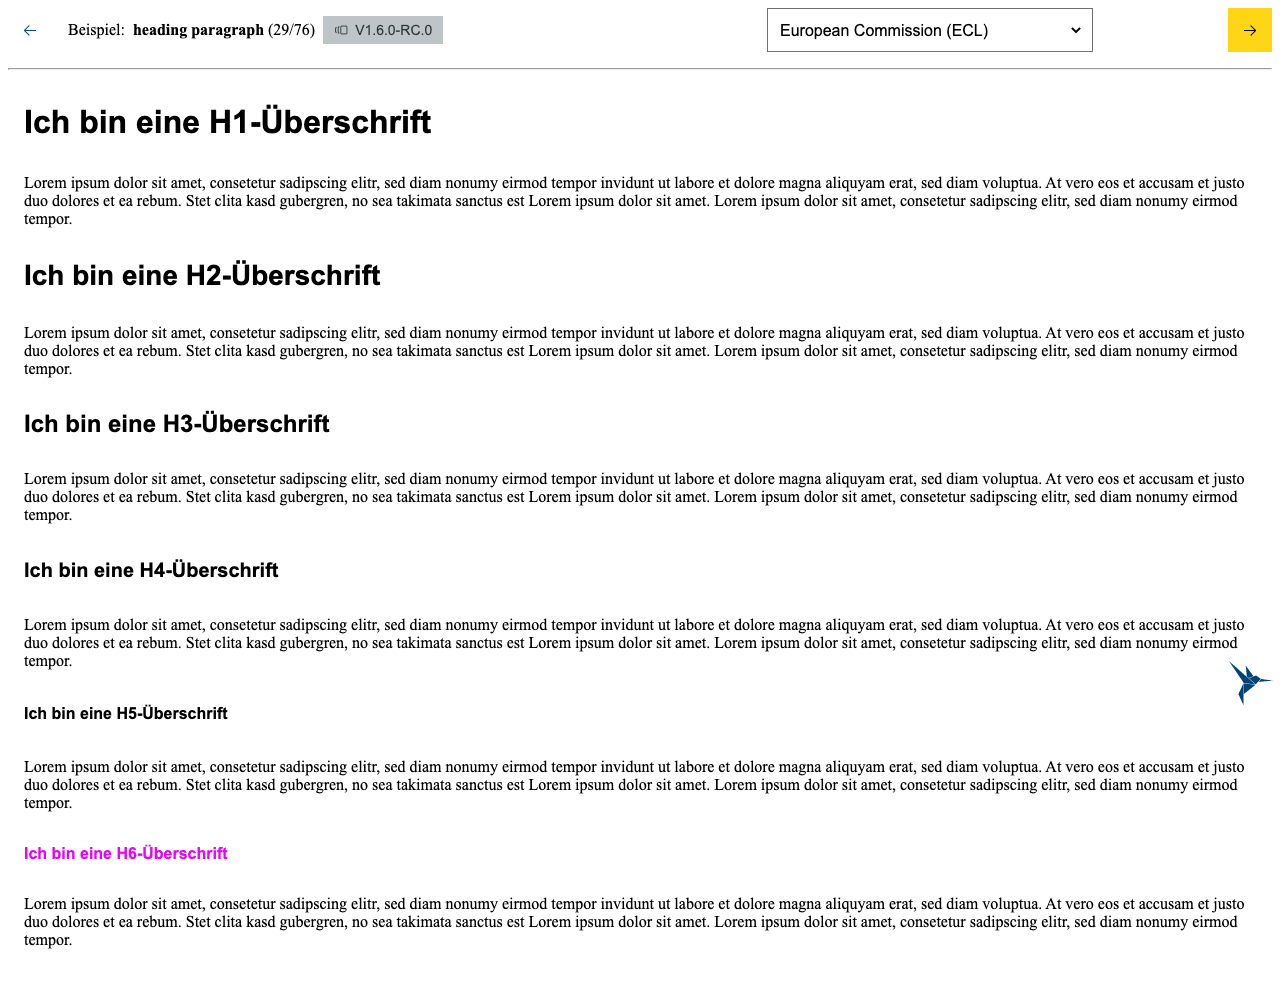 Beispiel: heading paragraph (29/76) V1.6.0-RC.0 European Commission (ECL)
Ich bin eine H1-Überschrift
Lorem ipsum dolor sit amet, consetetur sadipscing elitr, sed diam nonumy eirmod tempor invidunt ut labore et dolore magna aliquyam erat, sed diam voluptua. At vero eos et accusam et justo
duo dolores et ea rebum. Stet clita kasd gubergren, no sea takimata sanctus est Lorem ipsum dolor sit amet. Lorem ipsum dolor sit amet, consetetur sadipscing elitr, sed diam nonumy eirmod
tempor.
Ich bin eine H2-Überschrift
Lorem ipsum dolor sit amet, consetetur sadipscing elitr, sed diam nonumy eirmod tempor invidunt ut labore et dolore magna aliquyam erat, sed diam voluptua. At vero eos et accusam et justo
duo dolores et ea rebum. Stet clita kasd gubergren, no sea takimata sanctus est Lorem ipsum dolor sit amet. Lorem ipsum dolor sit amet, consetetur sadipscing elitr, sed diam nonumy eirmod
tempor.
Ich bin eine H3-Überschrift
Lorem ipsum dolor sit amet, consetetur sadipscing elitr, sed diam nonumy eirmod tempor invidunt ut labore et dolore magna aliquyam erat, sed diam voluptua. At vero eos et accusam et justo
duo dolores et ea rebum. Stet clita kasd gubergren, no sea takimata sanctus est Lorem ipsum dolor sit amet. Lorem ipsum dolor sit amet, consetetur sadipscing elitr, sed diam nonumy eirmod
tempor.
Ich bin eine H4-Überschrift
Lorem ipsum dolor sit amet, consetetur sadipscing elitr, sed diam nonumy eirmod tempor invidunt ut labore et dolore magna aliquyam erat, sed diam voluptua. At vero eos et accusam et justo
duo dolores et ea rebum. Stet clita kasd gubergren, no sea takimata sanctus est Lorem ipsum dolor sit amet. Lorem ipsum dolor sit amet, consetetur sadipscing elitr, sed diam nonumy eirmod
tempor.
Ich bin eine H5-Überschrift
Lorem ipsum dolor sit amet, consetetur sadipscing elitr, sed diam nonumy eirmod tempor invidunt ut labore et dolore magna aliquyam erat, sed diam voluptua. At vero eos et accusam et justo
duo dolores et ea rebum. Stet clita kasd gubergren, no sea takimata sanctus est Lorem ipsum dolor sit amet. Lorem ipsum dolor sit amet, consetetur sadipscing elitr, sed diam nonumy eirmod
tempor.
Ich bin eine H6-Überschrift
Lorem ipsum dolor sit amet, consetetur sadipscing elitr, sed diam nonumy eirmod tempor invidunt ut labore et dolore magna aliquyam erat, sed diam voluptua. At vero eos et accusam et justo
duo dolores et ea rebum. Stet clita kasd gubergren, no sea takimata sanctus est Lorem ipsum dolor sit amet. Lorem ipsum dolor sit amet, consetetur sadipscing elitr, sed diam nonumy eirmod
tempor.